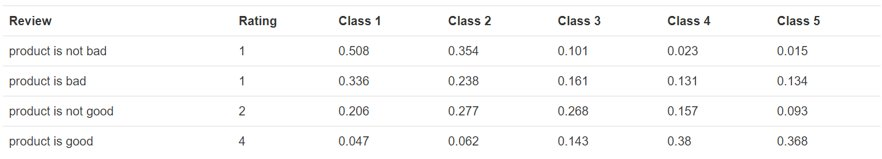 Review Rating Class 1 Class 2 Class 3 Class 4 Class 5
product is not bad 1 0.508 0.354 0.101 0.023 0.015
product is bad 1 0.336 0.238 0.161 0.131 0.134
product is not good 2 0.206 0.277 0.268 0.157 0.093
product is good 4 0.047 0.062 0.143 0.38 0.368